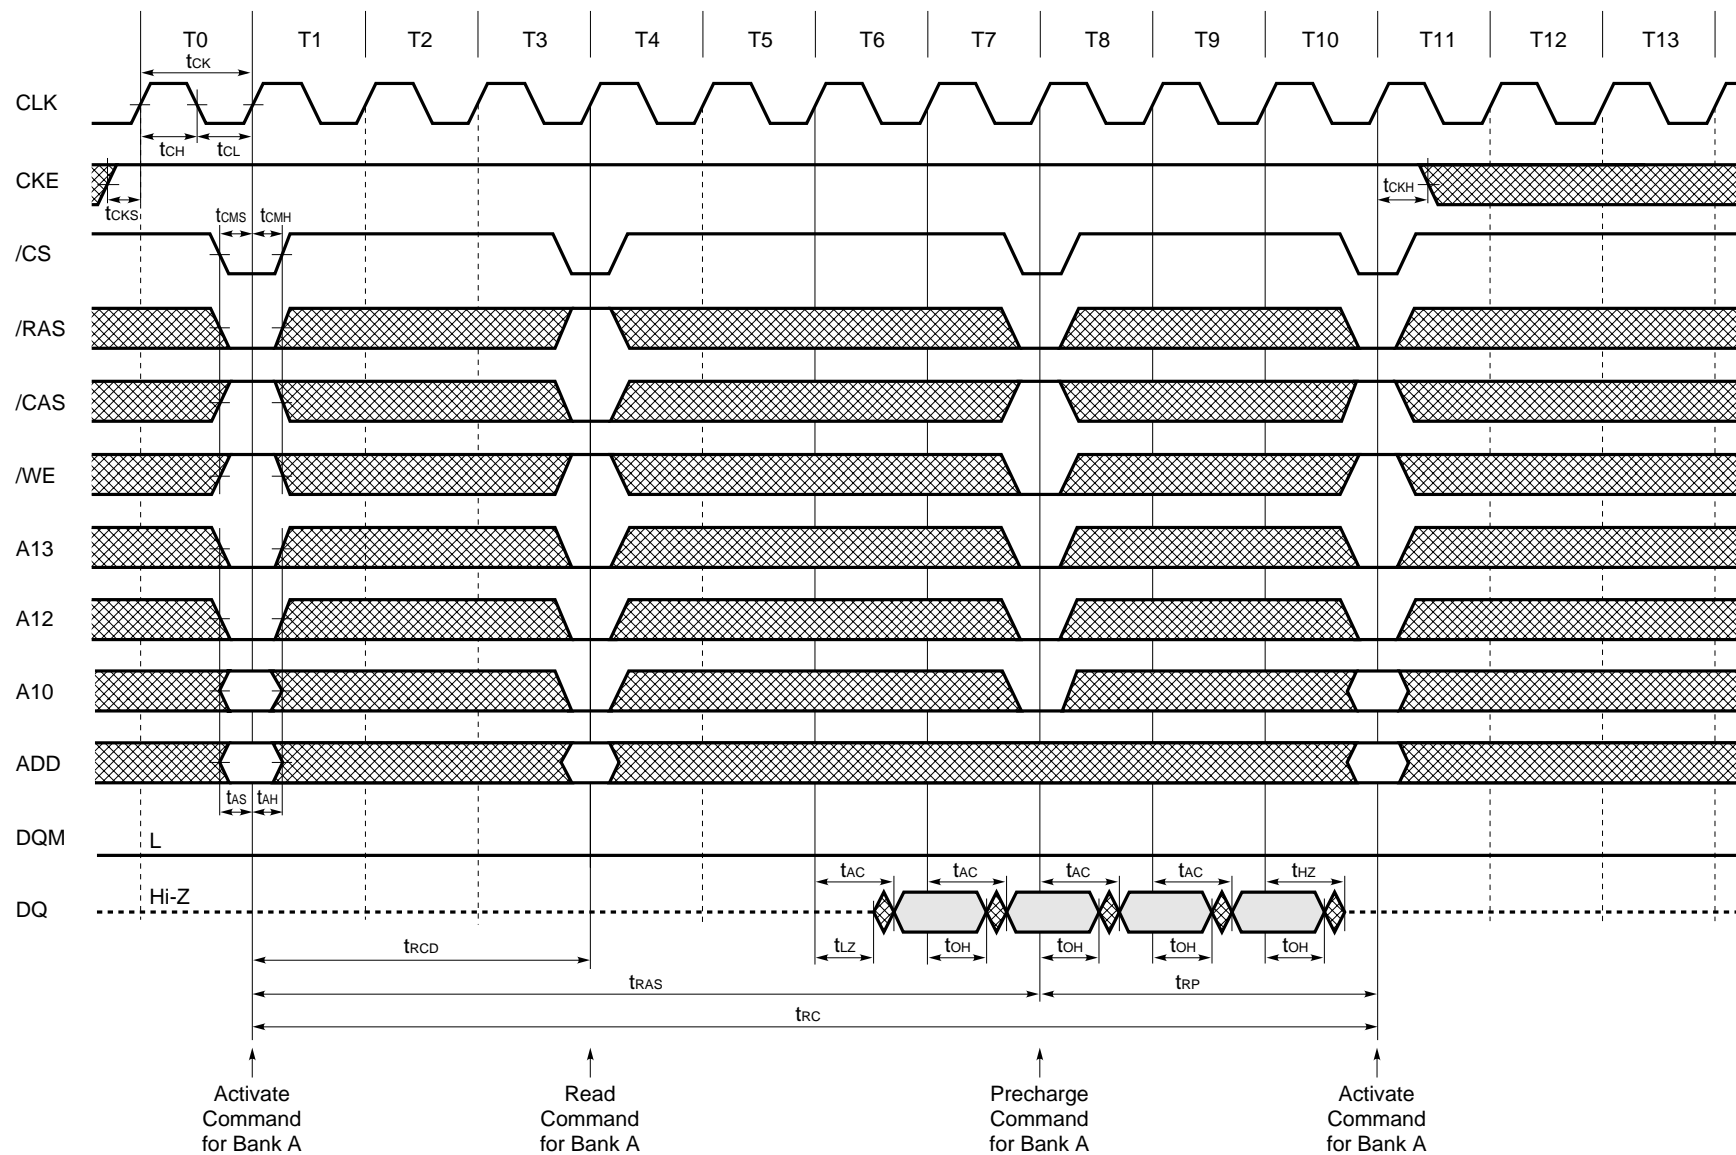 T0 T1 T2 T3 T4 T5 T6 T7 T8 T9 T10 T11 T12 T13
tCK
CLK
tCH tCL
CKE
tCKH
tCKS tCMS tCMH
/CS
/RAS
/CAS
/WE
A13
A12
A10
ADD
tAS tAH
DQM L
tAC tAC tAC tAC tHZ
Hi-Z
DQ
tRCD tLZ tOH tOH tOH tOH
tRAS tRP
tRC
Activate
Command
for Bank A
Read
Command
for Bank A
Precharge
Command
for Bank A
Activate
Command
for Bank A